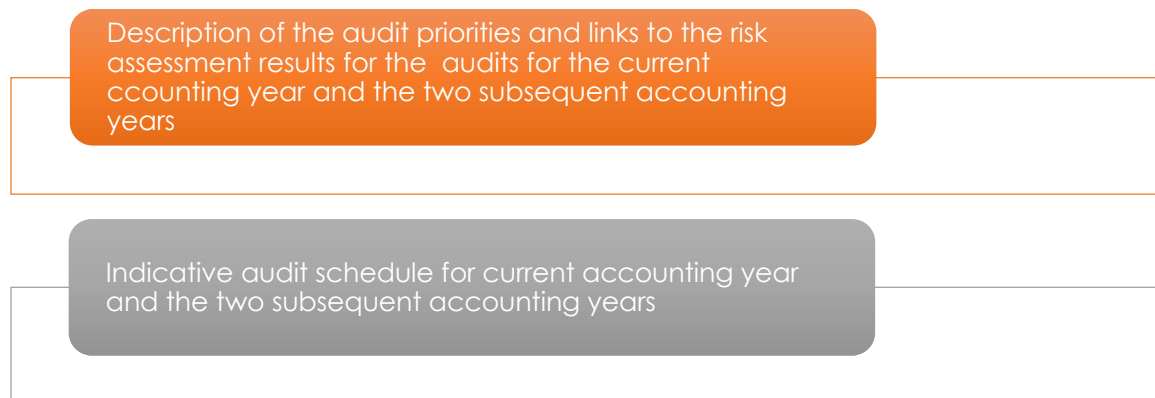 Description of the audit priorities and links to the risk
assessment results for the  audits for the current
ccounting year and the two subsequent accounting
years
Indicative audit schedule for current accounting year
and the two subsequent accounting years